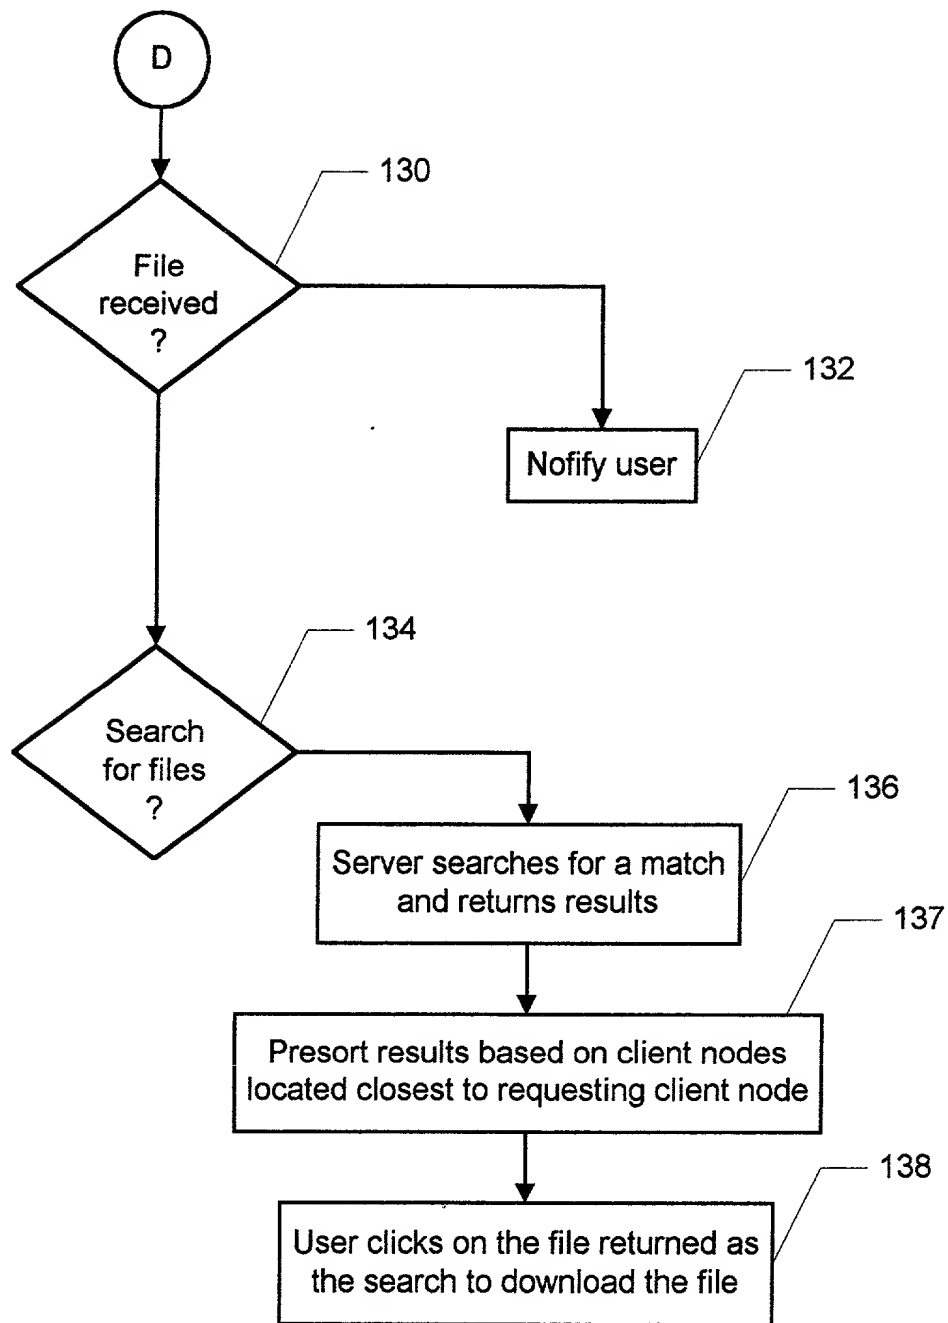 D
130
File
received
?
132
Nofify user
134
Search
for files
?
136
Server searches for a match
and returns results
137
Presort results based on client nodes
located closest to requesting client node
138
User clicks on the file returned as
the search to download the file